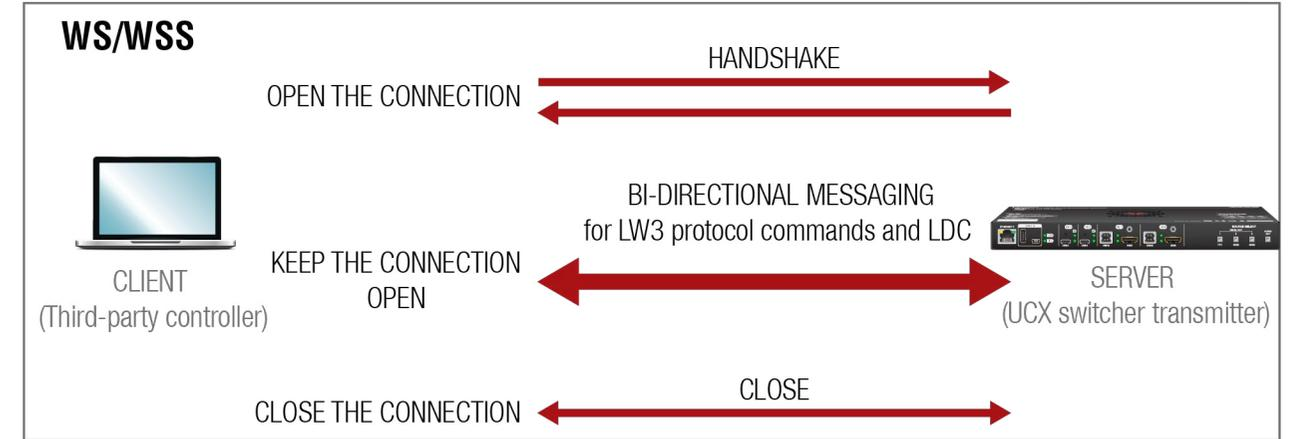 WS/WSS
HANDSHAKE
OPEN THE CONNECTION
BI-DIRECTIONAL MESSAGING
for LW3 protocol commands and LDC
KEEP THE CONNECTION
OPEN
CLIENT
(Third-party controller)
SERVER
(UCX switcher transmitter)
CLOSE
CLOSE THE CONNECTION